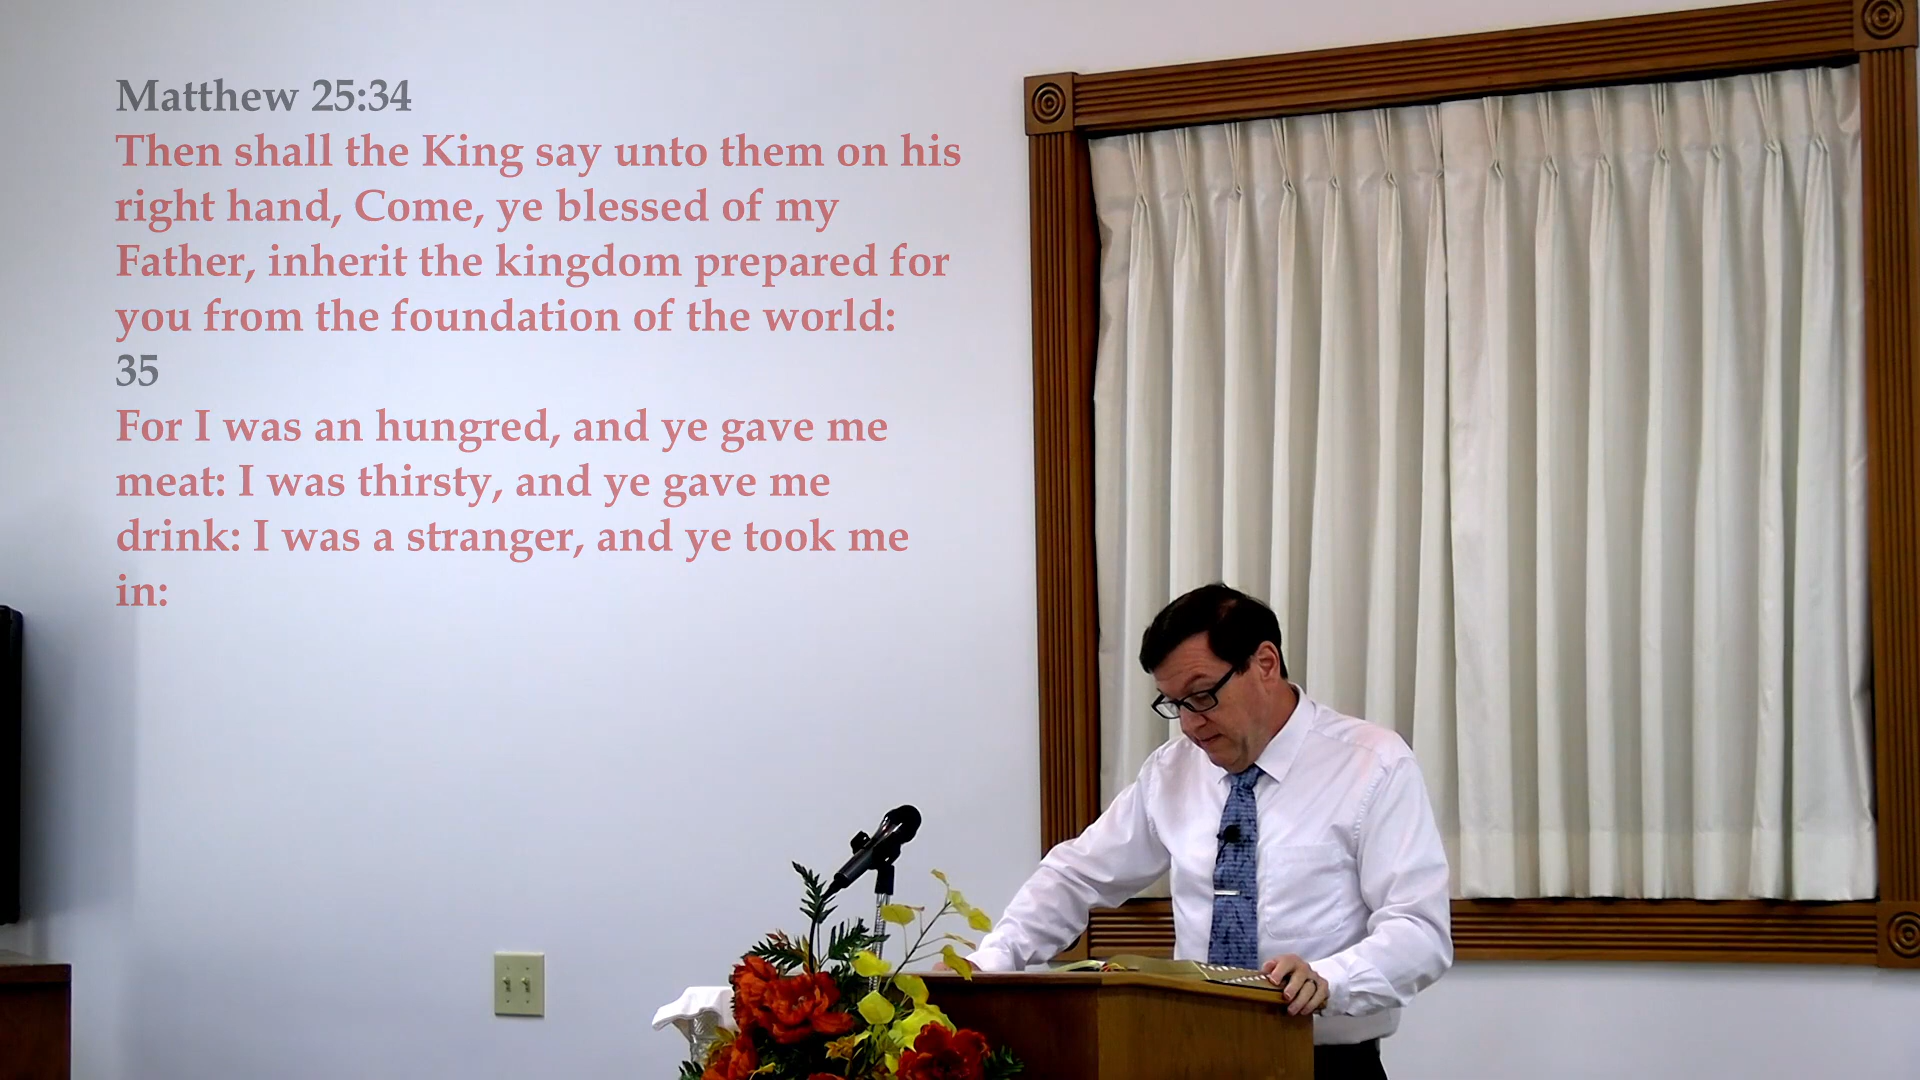 Matthew 25:34
Then shall the King say unto them on his
right hand, Come, ye blessed of my
Father, inherit the kingdom prepared for
you from the foundation of the world:
35
For I was an hungred, and ye gave me
meat: I was thirsty, and ye gave me
drink: I was a stranger, and ye took me
in: